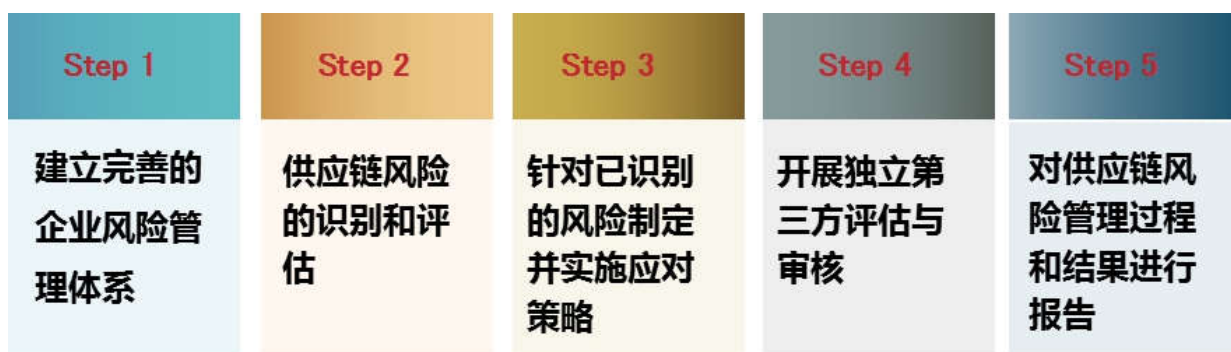 Step 1
建立完善的
企业风险管
理体系
Step 2
供应链风险
的识别和评
估
Step 3
针对已识别
的风险制定
并实施应对
策略
Step 4
开展独立第
三方评估与
审核
Step 5
对供应链风
险管理过程
和结果进行
报告